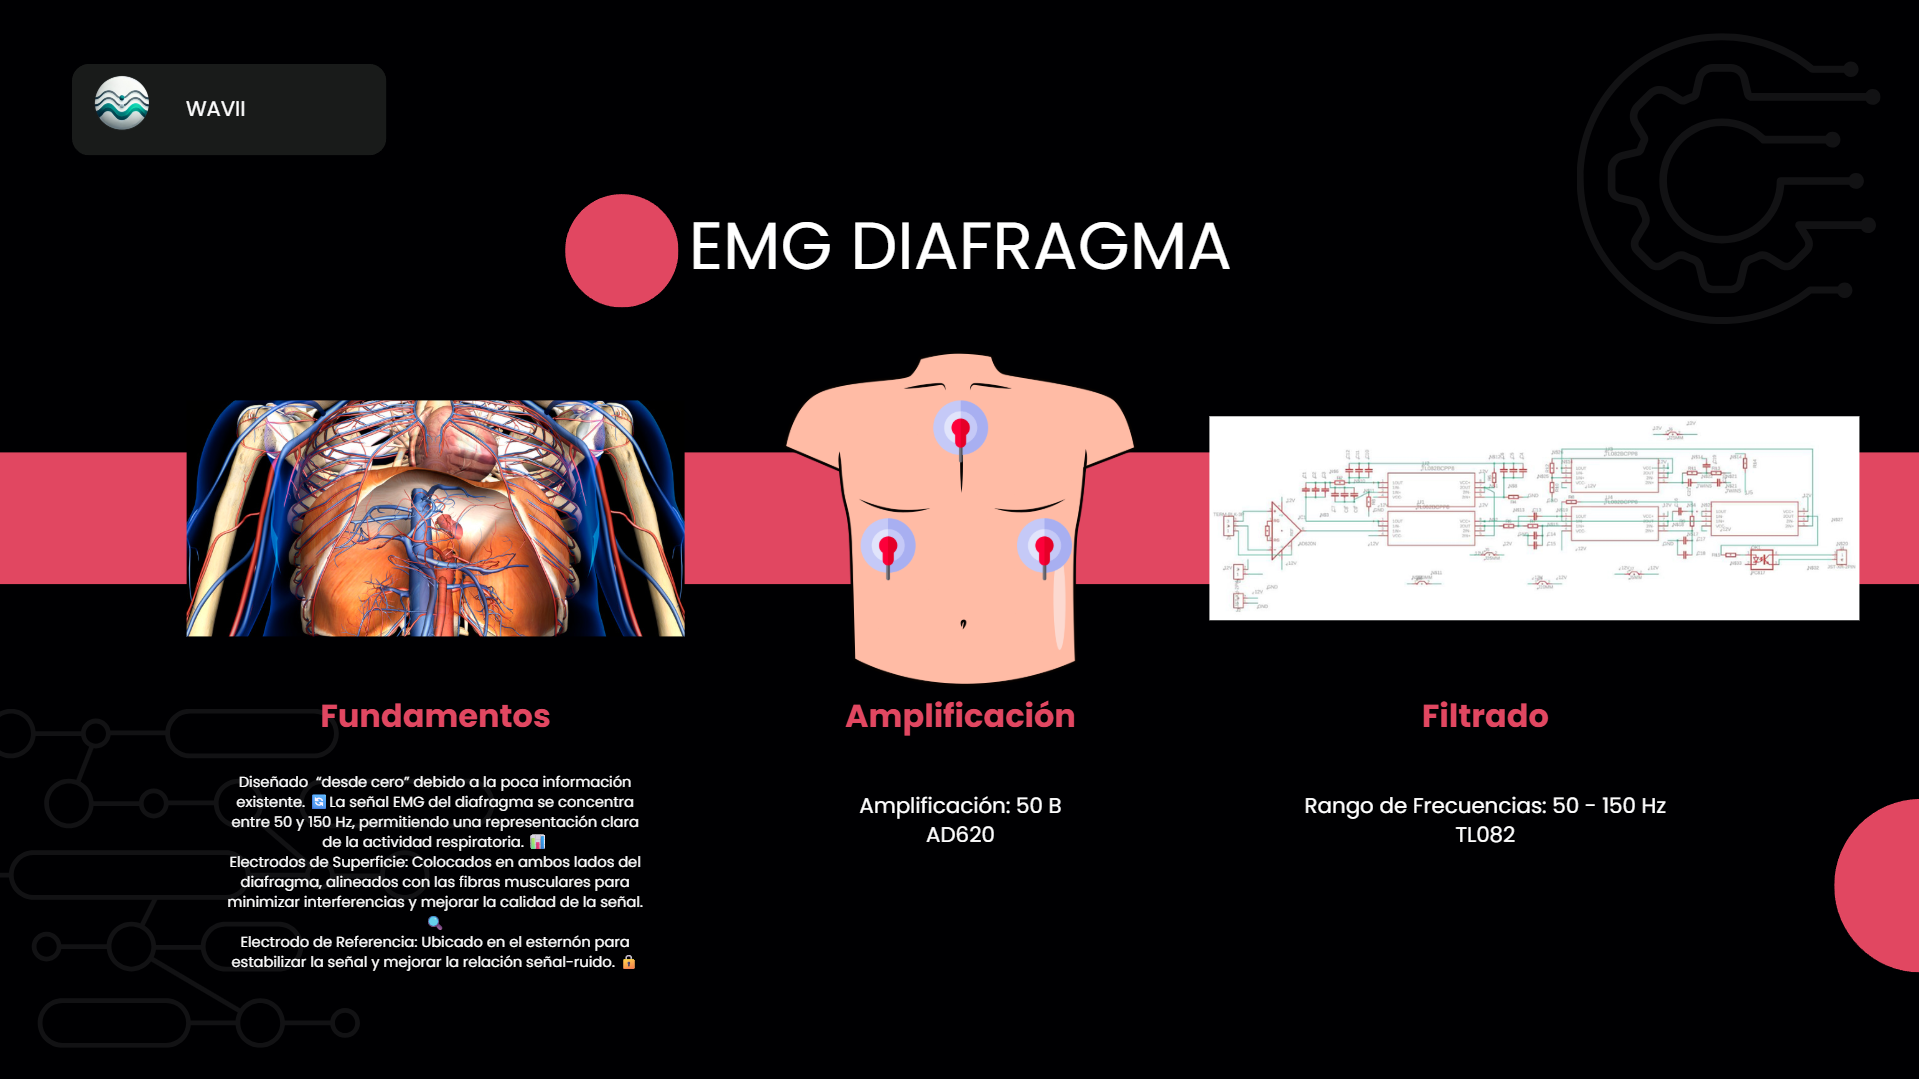 WAVII
EMG DIAFRAGMA
Fundamentos
Diseñado “desde cero” debido a la poca información
existente. 🔄 La señal EMG del diafragma se concentra
entre 50 y 150 Hz, permitiendo una representación clara
de la actividad respiratoria. 📊
Electrodos de Superficie: Colocados en ambos lados del
diafragma, alineados con las fibras musculares para
minimizar interferencias y mejorar la calidad de la señal.
🔍
Electrodo de Referencia: Ubicado en el esternón para
estabilizar la señal y mejorar la relación señal-ruido. 🔒
Amplificación
Amplificación: 50 B
AD620
Filtrado
Rango de Frecuencias: 50 - 150 Hz
TL082